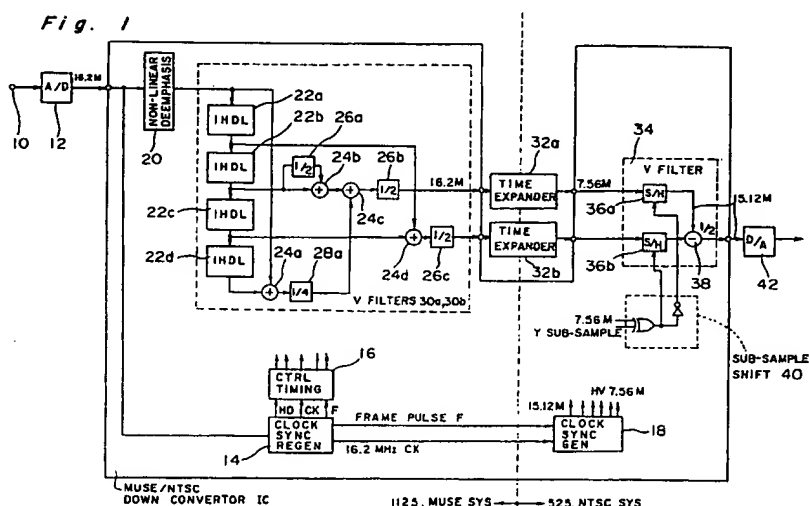 Fig. 1
10
A/D
12
16.2M
NON-LINEAR
DEEMPHASIS
20
1HDL
22a
1HDL
22b
1HDL
22c
1HDL
22d
1/2
26a
24b
24c
1/2
26b
24a
1/4
28a
24d
1/2
26c
V FILTERS 30a,30b
16.2M
32a
TIME
EXPANDER
TIME
EXPANDER
32b
7.56M
34
V FILTER
S/H
36a
S/H
36b
38
15.12M
1/2
D/A
42
7.56M
Y SUB-SAMPLE
SUB-SAMPLE
SHIFT 40
16
CTRL
TIMING
HD CK F
CLOCK
SYNC
REGEN
14
FRAME PULSE F
16.2 MHz CK
15.12M
HV 7.56M
CLOCK
SYNC
GEN
18
MUSE/NTSC
DOWN CONVERTOR IC
1125, MUSE SYS
525, NTSC SYS